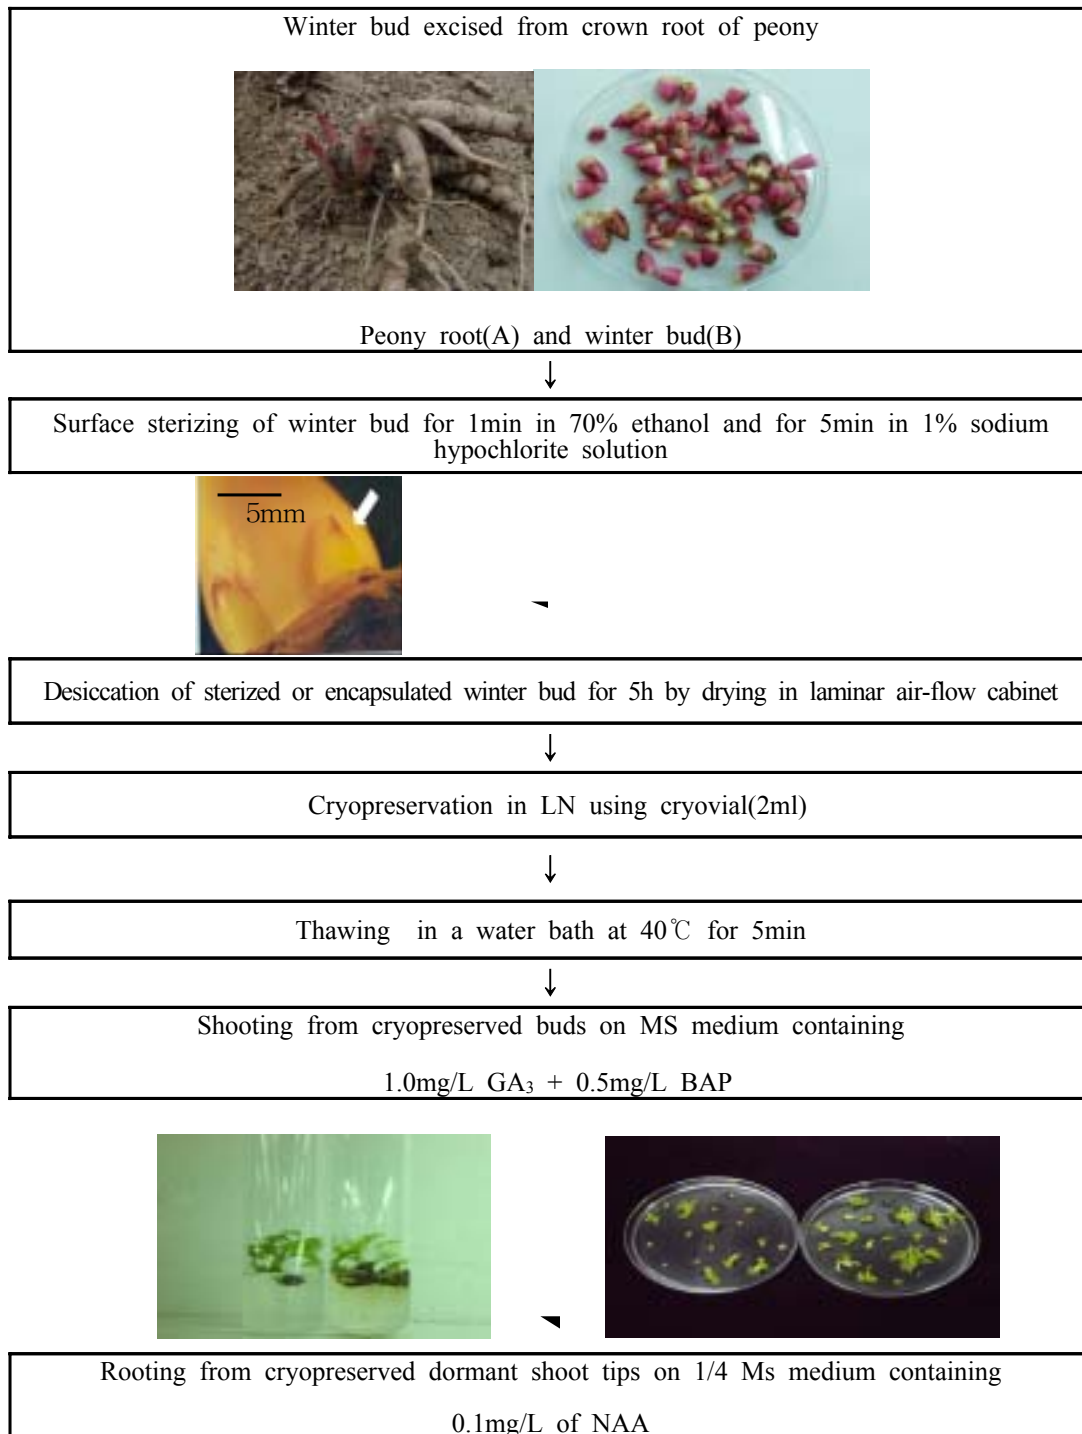 Winter bud excised from crown root of peony
Peony root(A) and winter bud(B)
↓
Surface sterizing of winter bud for 1min in 70% ethanol and for 5min in 1% sodium
hypochlorite solution
5mm
Desiccation of sterized or encapsulated winter bud for 5h by drying in laminar air-flow cabinet
↓
Cryopreservation in LN using cryovial(2ml)
↓
Thawing in a water bath at 40℃ for 5min
↓
Shooting from cryopreserved buds on MS medium containing
1.0mg/L GA₃ + 0.5mg/L BAP
Rooting from cryopreserved dormant shoot tips on 1/4 Ms medium containing
0.1mg/L of NAA